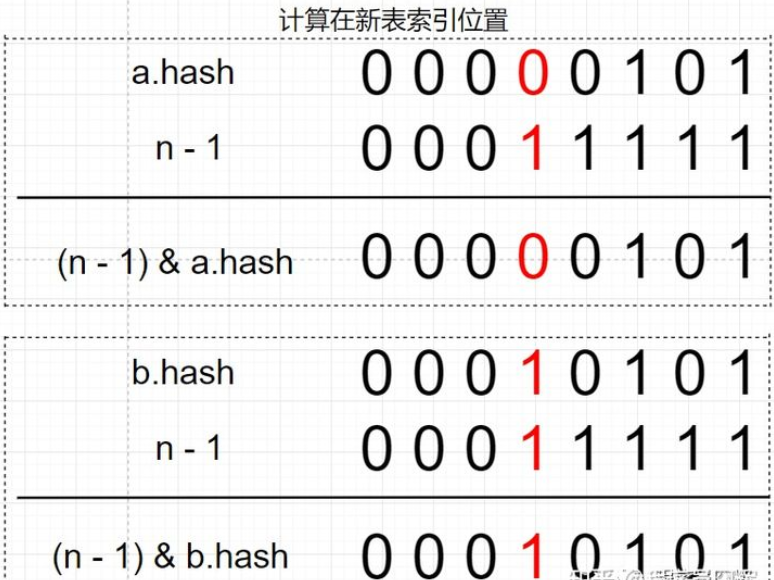 计算在新表索引位置
a.hash 0 0 0 0 0 1 0 1
n - 1 0 0 0 1 1 1 1 1
(n - 1) & a.hash 0 0 0 0 0 1 0 1
b.hash 0 0 0 1 0 1 0 1
n - 1 0 0 0 1 1 1 1 1
(n - 1) & b.hash 0 0 0 1 0 1 0 1